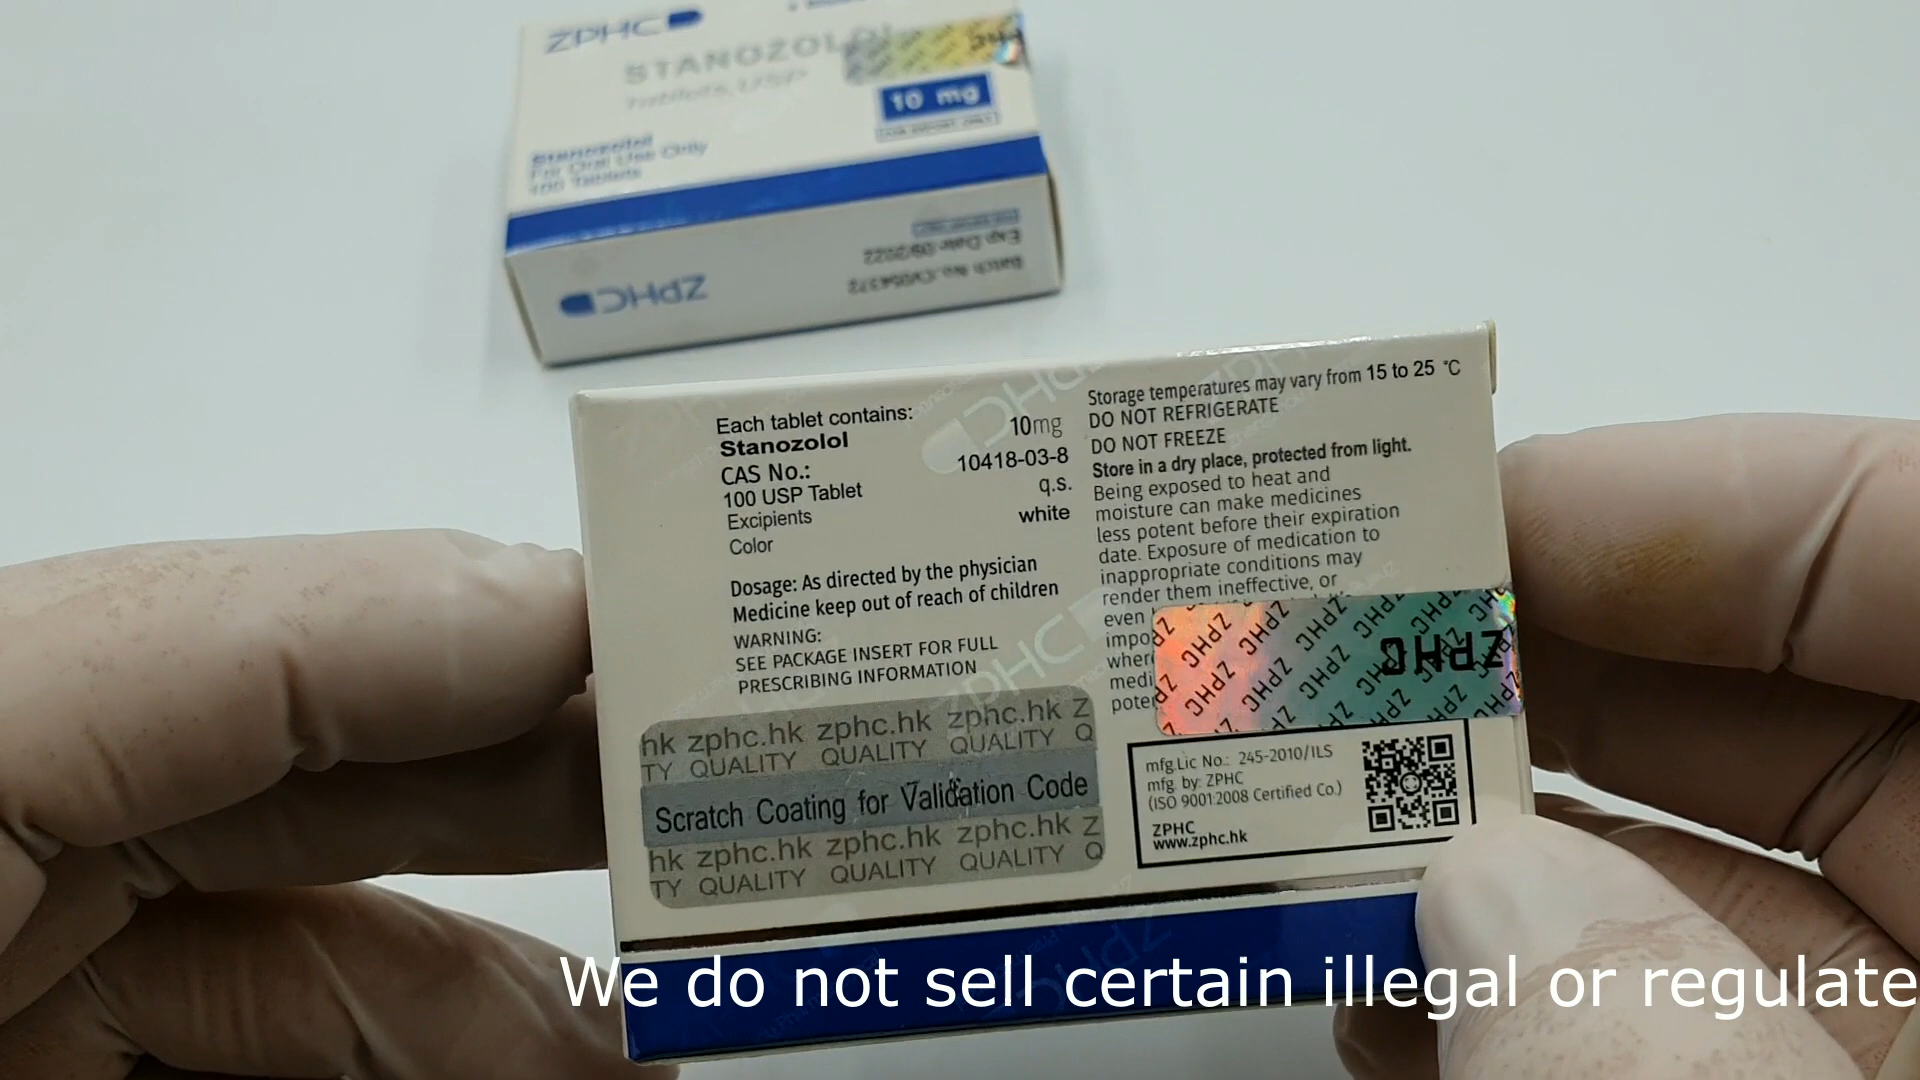 ZPHC
STANOZOLOL
Tablets, USP
10 mg
Stanozolol
For Oral Use Only
100 Tablets
ZPHC
Exp Date 09/2022
Batch No.
Each tablet contains:
Stanozolol 10mg
CAS No.: 10418-03-8
100 USP Tablet
Excipients q.s.
Color white
Dosage: As directed by the physician
Medicine keep out of reach of children
WARNING:
SEE PACKAGE INSERT FOR FULL
PRESCRIBING INFORMATION
hk zphc.hk zphc.hk zphc.hk Z
TY QUALITY QUALITY QUALITY Q
Scratch Coating for Validation Code
hk zphc.hk zphc.hk zphc.hk Z
TY QUALITY QUALITY QUALITY Q
Storage temperatures may vary from 15 to 25 °C
DO NOT REFRIGERATE
DO NOT FREEZE
Store in a dry place, protected from light.
Being exposed to heat and
moisture can make medicines
less potent before their expiration
date. Exposure of medication to
inappropriate conditions may
render them ineffective, or
even
impo
wher
medi
poten
ZPHC
mfg.Lic No.: 245-2010/ILS
mfg. by: ZPHC
(ISO 9001:2008 Certified Co.)
ZPHC
www.zphc.hk
We do not sell certain illegal or regulate